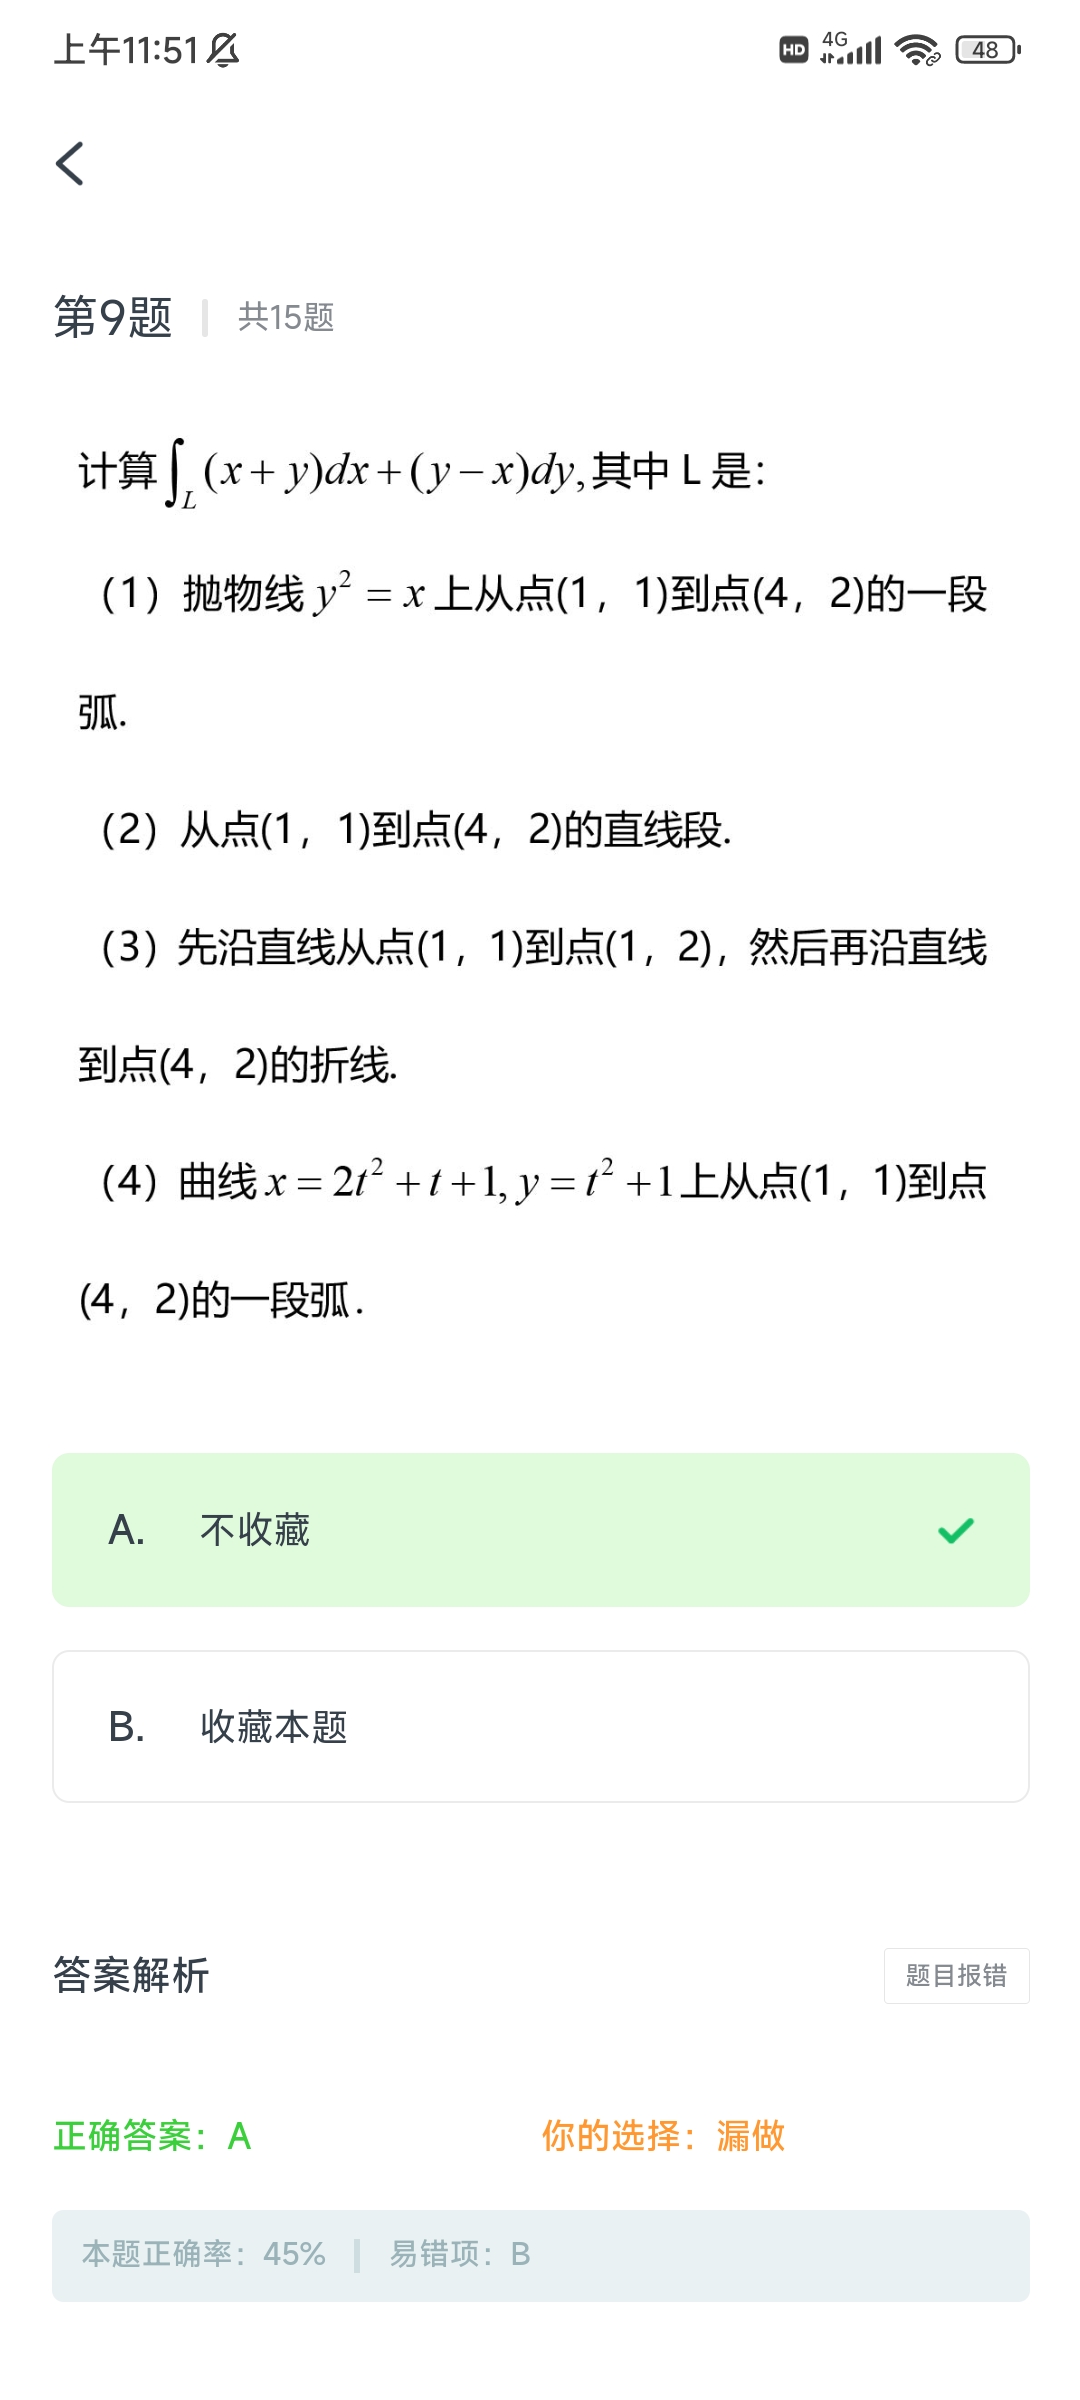 上午11:51
HD 4G 48
第9题 | 共15题
计算∫_L (x+y)dx+(y−x)dy,其中 L 是:
（1）抛物线 y² = x 上从点(1，1)到点(4，2)的一段
弧.
（2）从点(1，1)到点(4，2)的直线段.
（3）先沿直线从点(1，1)到点(1，2)，然后再沿直线
到点(4，2)的折线.
（4）曲线 x = 2t² + t + 1, y = t² + 1 上从点(1，1)到点
(4，2)的一段弧.
A. 不收藏
B. 收藏本题
答案解析 题目报错
正确答案：A 你的选择：漏做
本题正确率：45% | 易错项：B